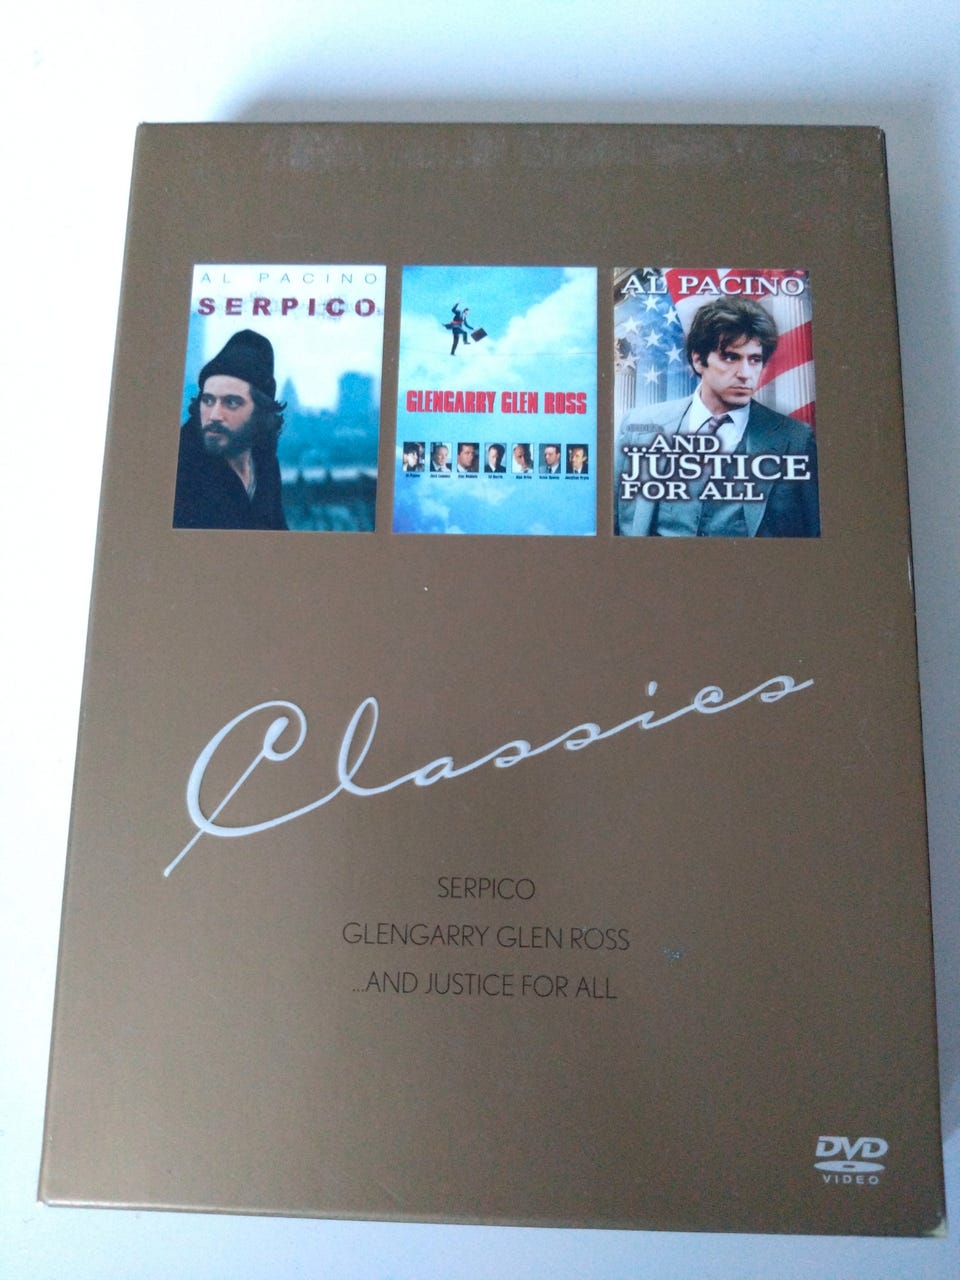 AL PACINO
SERPICO
GLENGARRY GLEN ROSS
AL PACINO
...AND
JUSTICE
FOR ALL
Classics
SERPICO
GLENGARRY GLEN ROSS
...AND JUSTICE FOR ALL
DVD
VIDEO